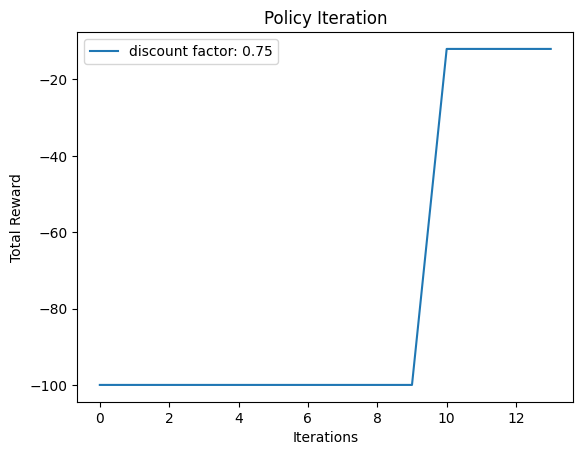 Policy Iteration
discount factor: 0.75
Total Reward
−20
−40
−60
−80
−100
0 2 4 6 8 10 12
Iterations